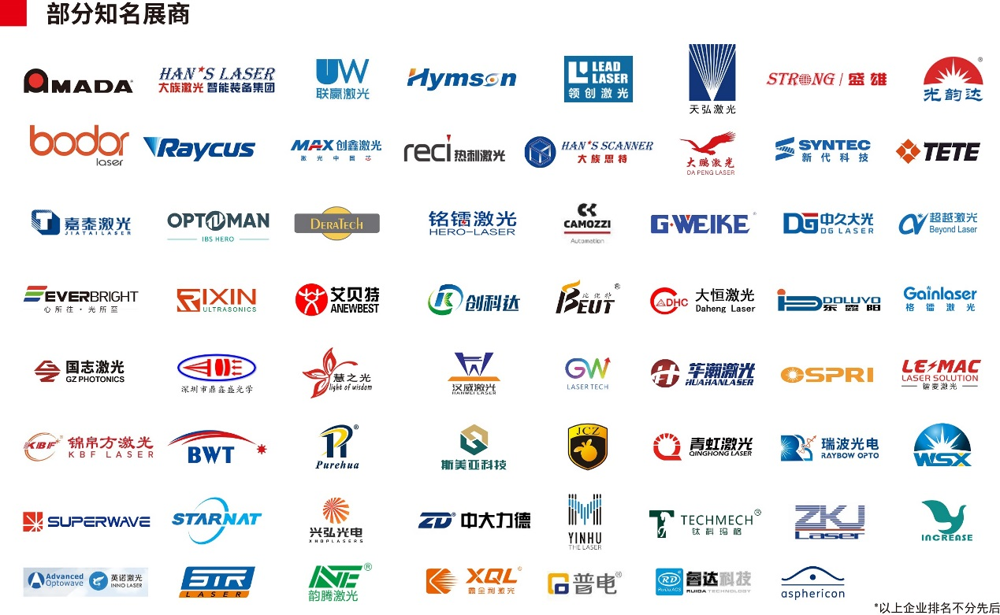 部分知名展商
AMADA
HAN★S LASER
大族激光 智能装备集团
UW
联赢激光
Hymson
LEAD LASER
领创激光
天弘激光
STRONG / 盛雄
光韵达
bodor
laser
Raycus
MAX 创鑫激光
激光中国芯
reci 热刺激光
HAN★S SCANNER
大族思特
大鹏激光
DA PENG LASER
SYNTEC
新代科技
TETE
嘉泰激光
JIATAILASER
OPTOMAN
IBS HERO
DERATECH
铭镭激光
HERO-LASER
CAMOZZI
Automation
G·WEIKE
DG 中久大光
DG LASER
超越激光
Beyond Laser
EVERBRIGHT
心所往·光所至
RIXIN
ULTRASONICS
艾贝特
ANEWBEST
创科达
比优特
BEUT
DHC 大恒激光
Daheng Laser
DOLUYO
东露阳
Gainlaser
格镭激光
国志激光
GZ PHOTONICS
深圳市鼎鑫盛光学
慧之光
light of wisdom
汉威激光
HANWEI LASER
GW
LASER TECH
华瀚激光
HUAHANLASER
OSPRI
LE⚡MAC
LASER SOLUTION
镭麦激光
KBF 锦帛方激光
KBF LASER
BWT
Purehua
斯美亚科技
JCZ
青虹激光
QINGHONG LASER
瑞波光电
RAYBOW OPTO
WSX
SUPERWAVE
STARNAT
兴弘光电
XHOPLASERS
ZD® 中大力德
YINHU
THE LASER
TECHMECH®
钛科玛格
ZKJ
Laser
INCREASE
Advanced
Optowave
英诺激光
INNO LASER
STR
LASER
韵腾激光
XQL
鑫全利激光
普电®
RD
RuiDa ACS
睿达科技
RUIDA TECHNOLOGY
asphericon
*以上企业排名不分先后